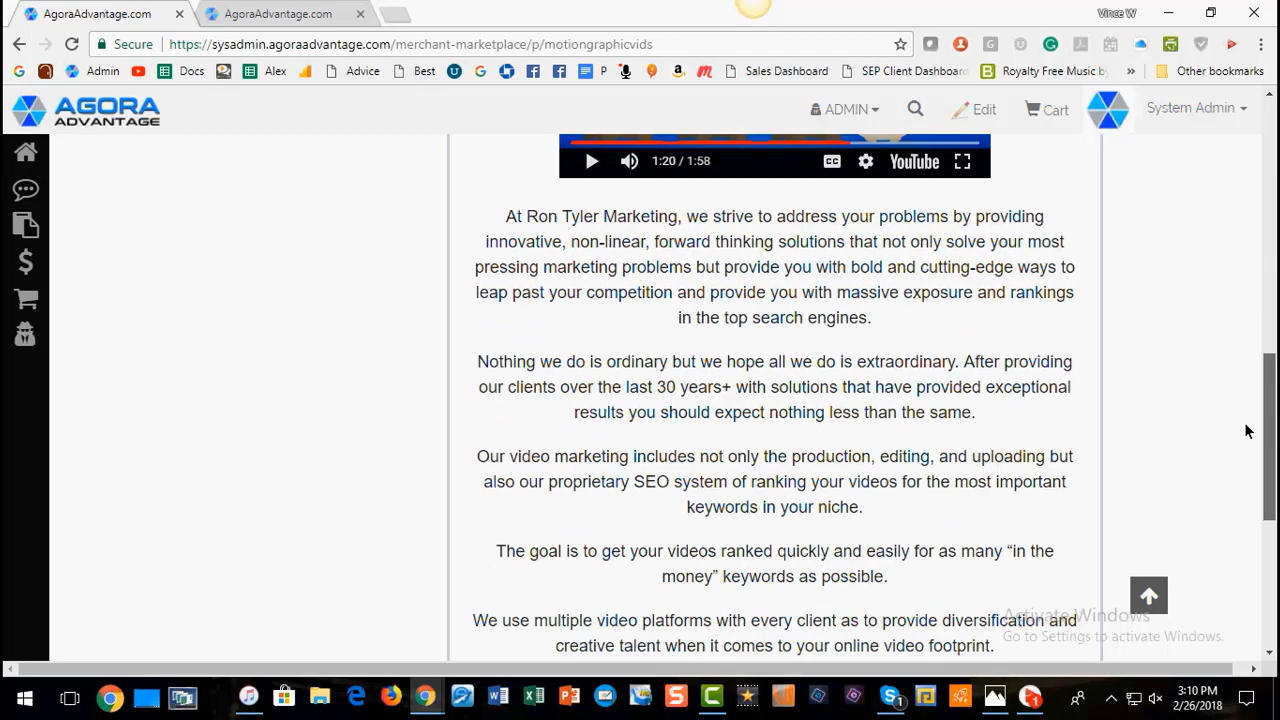 AgoraAdvantage.com
AgoraAdvantage.com
Vince W
Secure
https://sysadmin.agoraadvantage.com/merchant-marketplace/p/motiongraphicvids
Admin
Docs
Alex
Advice
Best
P
Sales Dashboard
SEP Client Dashboard
Royalty Free Music by
»
Other bookmarks
AGORA
ADVANTAGE
ADMIN
Edit
Cart
System Admin
1:20 / 1:58
CC
YouTube
At Ron Tyler Marketing, we strive to address your problems by providing
innovative, non-linear, forward thinking solutions that not only solve your most
pressing marketing problems but provide you with bold and cutting-edge ways to
leap past your competition and provide you with massive exposure and rankings
in the top search engines.
Nothing we do is ordinary but we hope all we do is extraordinary. After providing
our clients over the last 30 years+ with solutions that have provided exceptional
results you should expect nothing less than the same.
Our video marketing includes not only the production, editing, and uploading but
also our proprietary SEO system of ranking your videos for the most important
keywords in your niche.
The goal is to get your videos ranked quickly and easily for as many “in the
money” keywords as possible.
We use multiple video platforms with every client as to provide diversification and
creative talent when it comes to your online video footprint.
Activate Windows
Go to Settings to activate Windows.
3:10 PM
2/26/2018